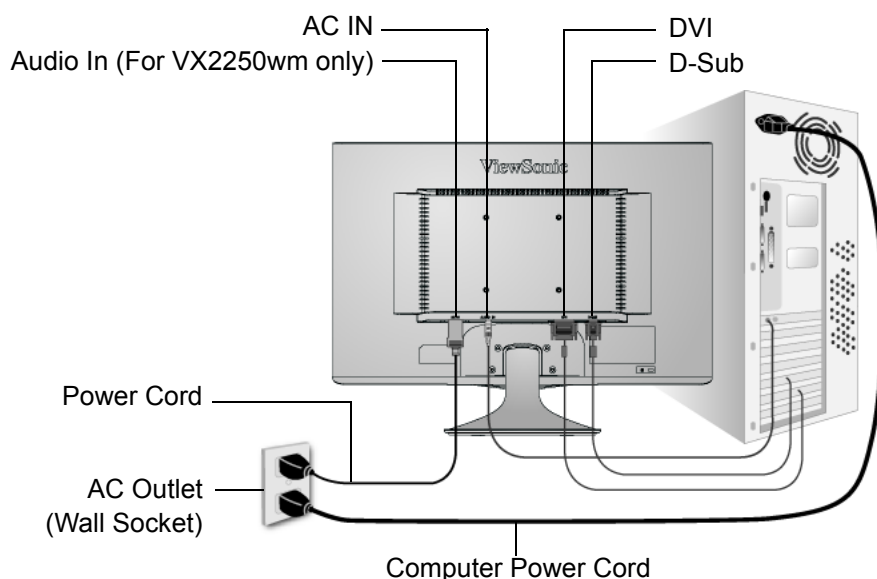 AC IN
DVI
Audio In (For VX2250wm only)
D-Sub
ViewSonic
Power Cord
AC Outlet
(Wall Socket)
Computer Power Cord